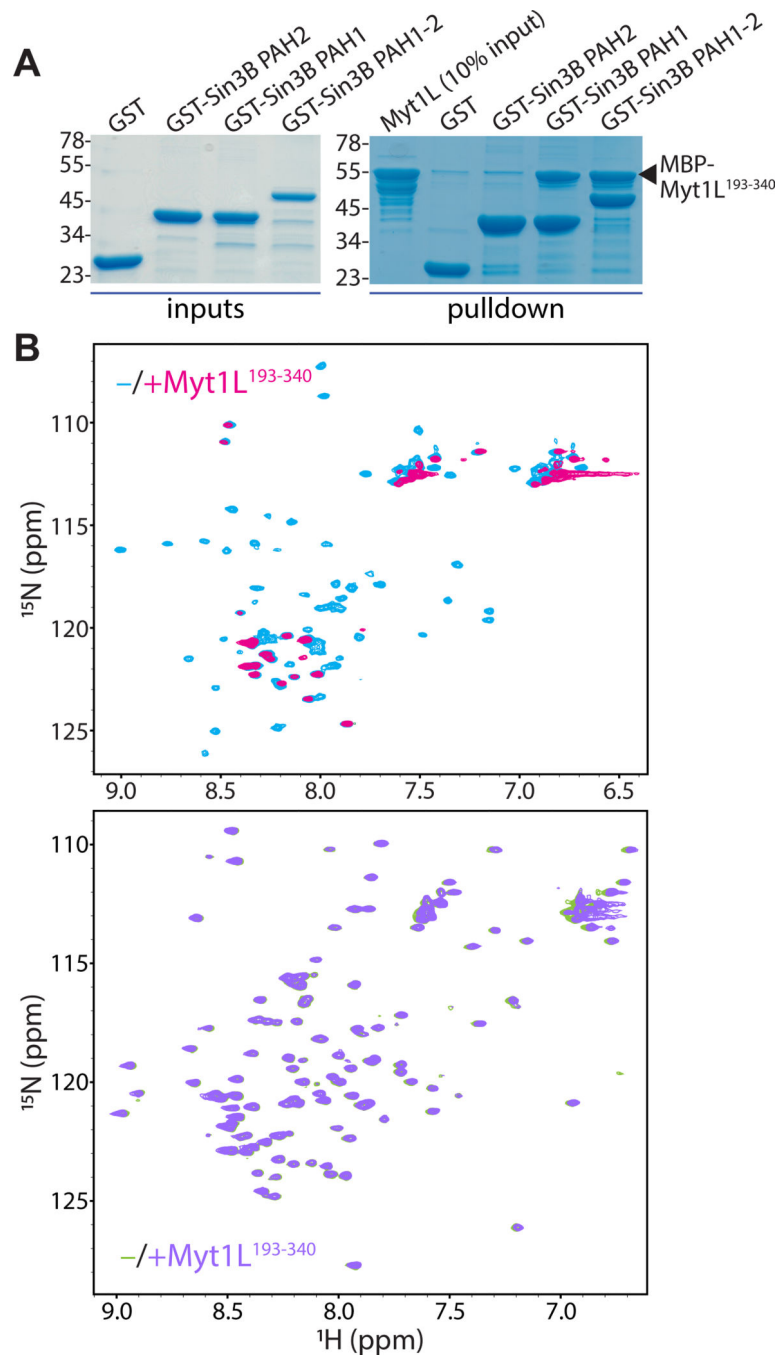 A
GST
GST-Sin3B PAH2
GST-Sin3B PAH1
GST-Sin3B PAH1-2
78-
55-
45-
34-
23-
inputs
Myt1L (10% input)
GST
GST-Sin3B PAH2
GST-Sin3B PAH1
GST-Sin3B PAH1-2
78-
55-
45-
34-
23-
MBP-
Myt1L193-340
pulldown
B
–/+Myt1L193-340
110
115
120
125
15N (ppm)
9.0 8.5 8.0 7.5 7.0 6.5
110
115
120
125
15N (ppm)
–/+Myt1L193-340
9.0 8.5 8.0 7.5 7.0
1H (ppm)